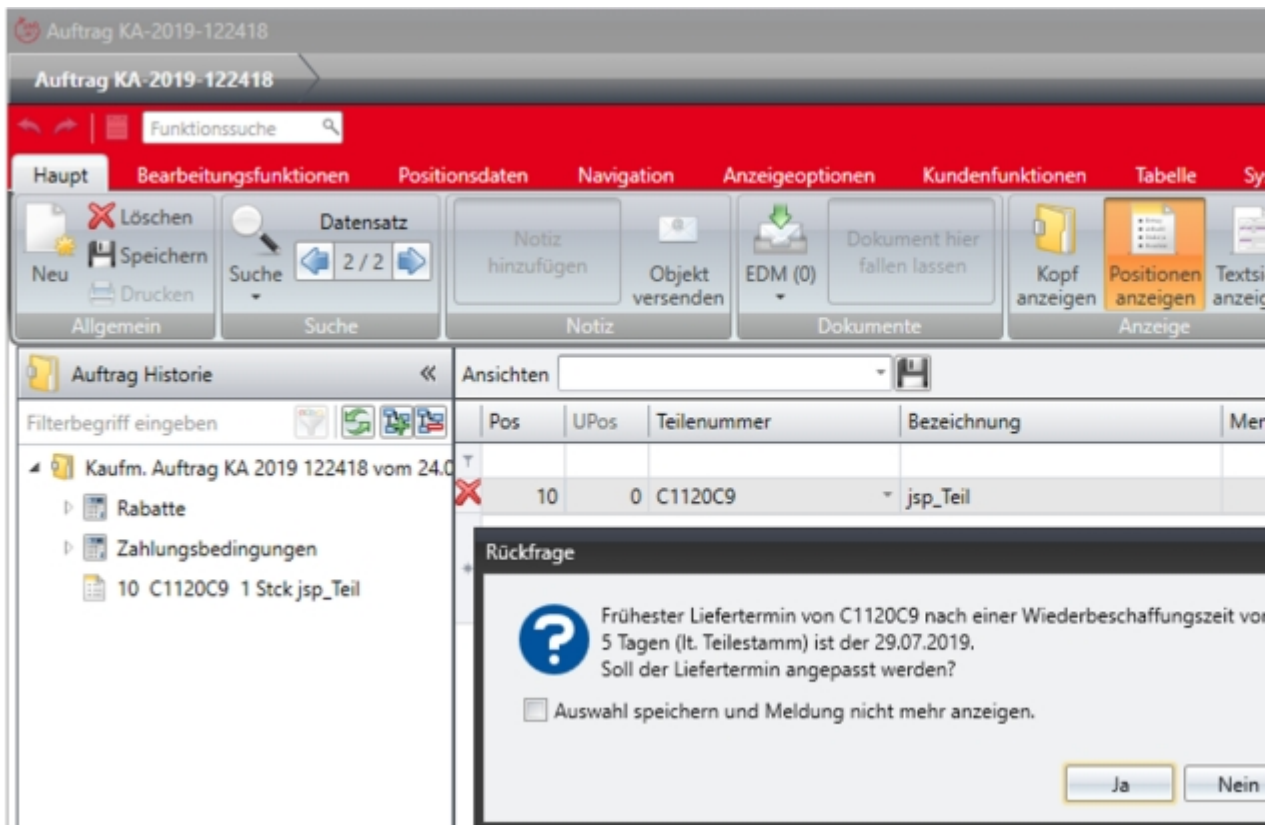 Auftrag KA-2019-122418
Auftrag KA-2019-122418
Funktionssuche
Haupt Bearbeitungsfunktionen Positionsdaten Navigation Anzeigeoptionen Kundenfunktionen Tabelle
Löschen
Speichern
Drucken
Neu
Allgemein
Suche
Datensatz
2 / 2
Suche
Notiz
hinzufügen
Objekt
versenden
Notiz
EDM (0)
Dokument hier
fallen lassen
Dokumente
Kopf
anzeigen
Positionen
anzeigen
Anzeige
Auftrag Historie
Ansichten
Filterbegriff eingeben
Pos UPos Teilenummer Bezeichnung
Kaufm. Auftrag KA 2019 122418 vom
10 0 C1120C9 jsp_Teil
Rabatte
Zahlungsbedingungen
10 C1120C9 1 Stck jsp_Teil
Rückfrage
Frühester Liefertermin von C1120C9 nach einer Wiederbeschaffungszeit
5 Tagen (lt. Teilestamm) ist der 29.07.2019.
Soll der Liefertermin angepasst werden?
Auswahl speichern und Meldung nicht mehr anzeigen.
Ja Nein